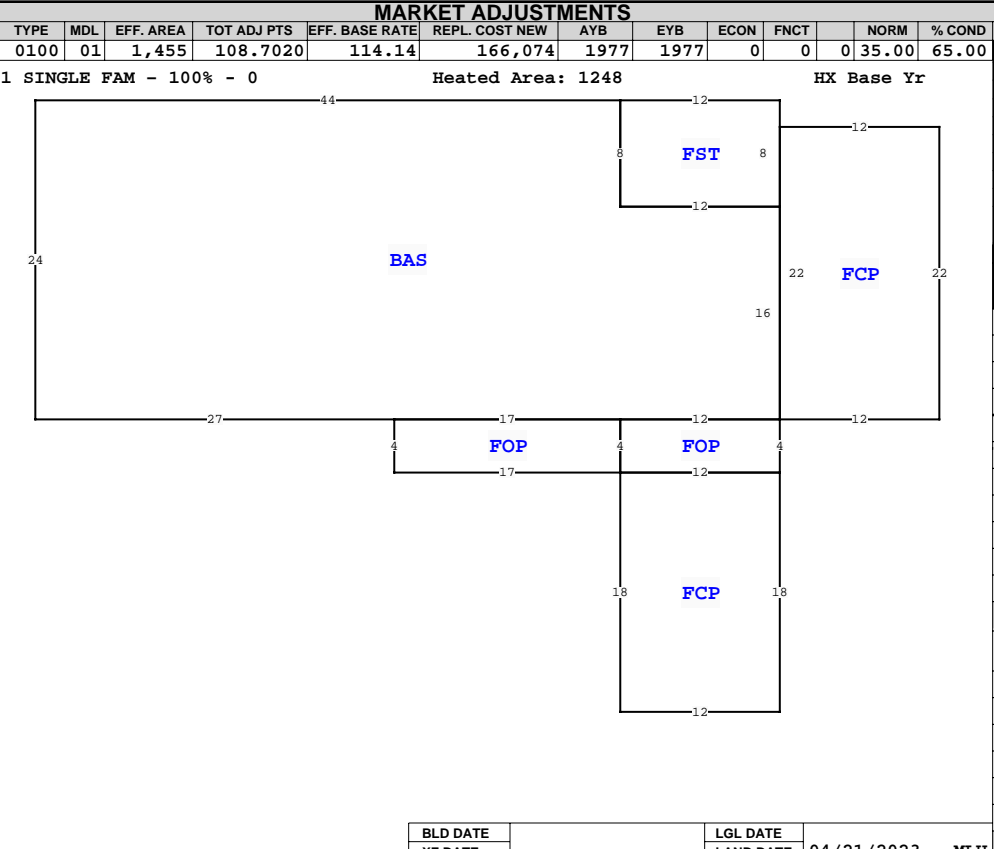 MARKET ADJUSTMENTS
TYPE MDL EFF. AREA TOT ADJ PTS EFF. BASE RATE REPL. COST NEW AYB EYB ECON FNCT NORM % COND
0100 01 1,455 108.7020 114.14 166,074 1977 1977 0 0 0 35.00 65.00
1 SINGLE FAM - 100% - 0 Heated Area: 1248 HX Base Yr
44 12
12
8 FST 8
12
24 BAS 22 FCP 22
16
27 17 12 12
4 FOP 4 FOP 4
17 12
18 FCP 18
12
BLD DATE LGL DATE
04/21/2023